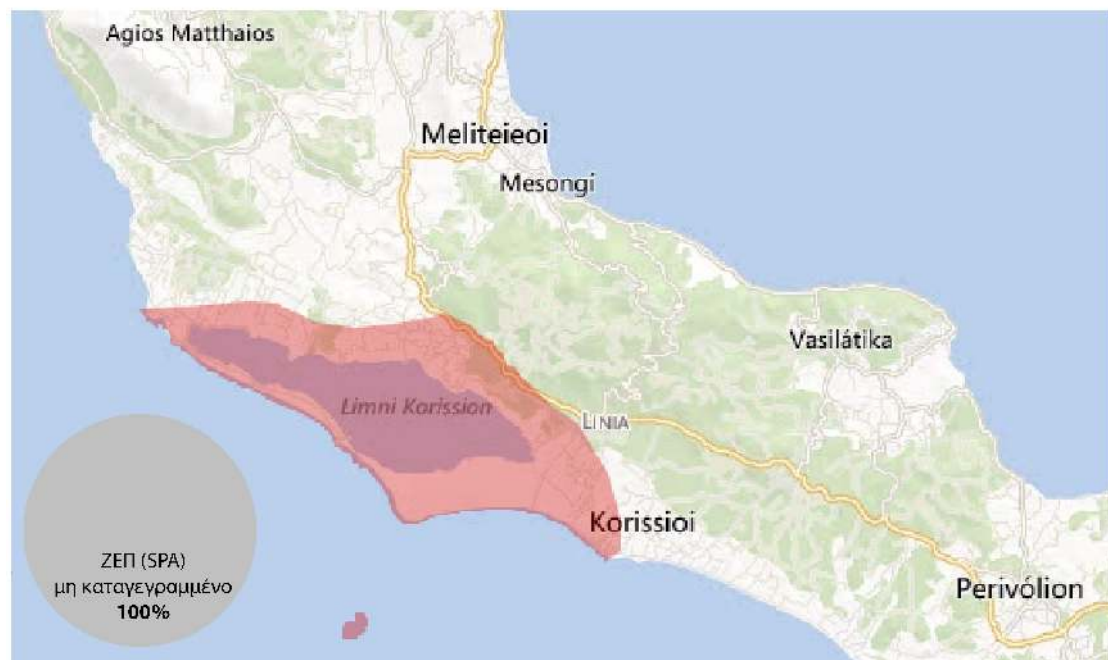 Agios Matthaios
Meliteieoi
Mesongi
Vasilátika
Limni Korission
LINIA
Korissioi
ΖΕΠ (SPA)
μη καταγεγραμμένο
100%
Perivólion